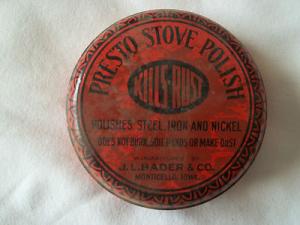 PRESTO STOVE POLISH
KILLS-RUST
POLISHES STEEL, IRON AND NICKEL
DOES NOT BURN, SOIL HANDS OR MAKE DUST
MANUFACTURED BY
J.L. BADER & CO.
MONTICELLO, IOWA.